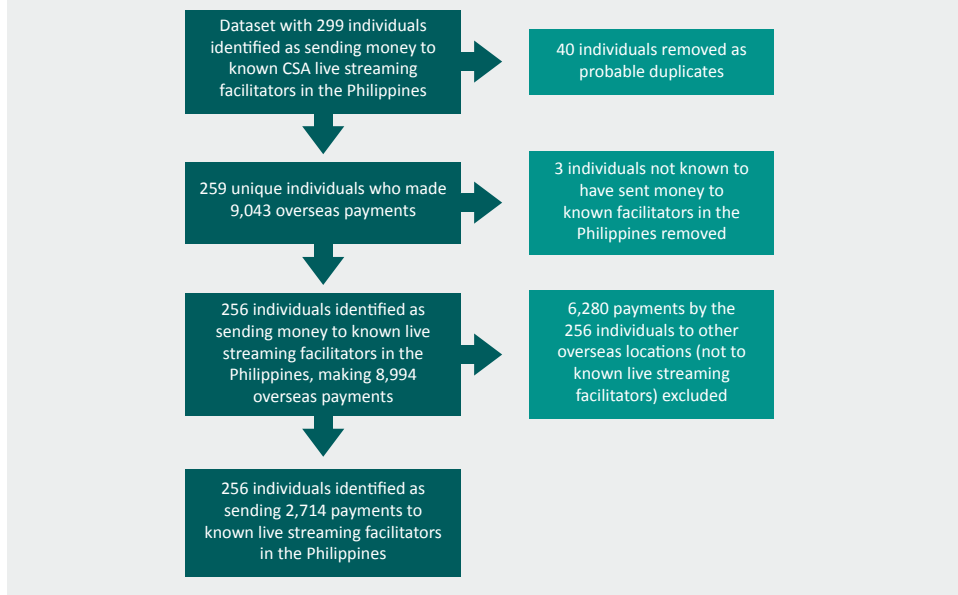 Dataset with 299 individuals
identified as sending money to
known CSA live streaming
facilitators in the Philippines
40 individuals removed as
probable duplicates
259 unique individuals who made
9,043 overseas payments
3 individuals not known to
have sent money to
known facilitators in the
Philippines removed
256 individuals identified as
sending money to known live
streaming facilitators in the
Philippines, making 8,994
overseas payments
6,280 payments by the
256 individuals to other
overseas locations (not to
known live streaming
facilitators) excluded
256 individuals identified as
sending 2,714 payments to
known live streaming facilitators
in the Philippines